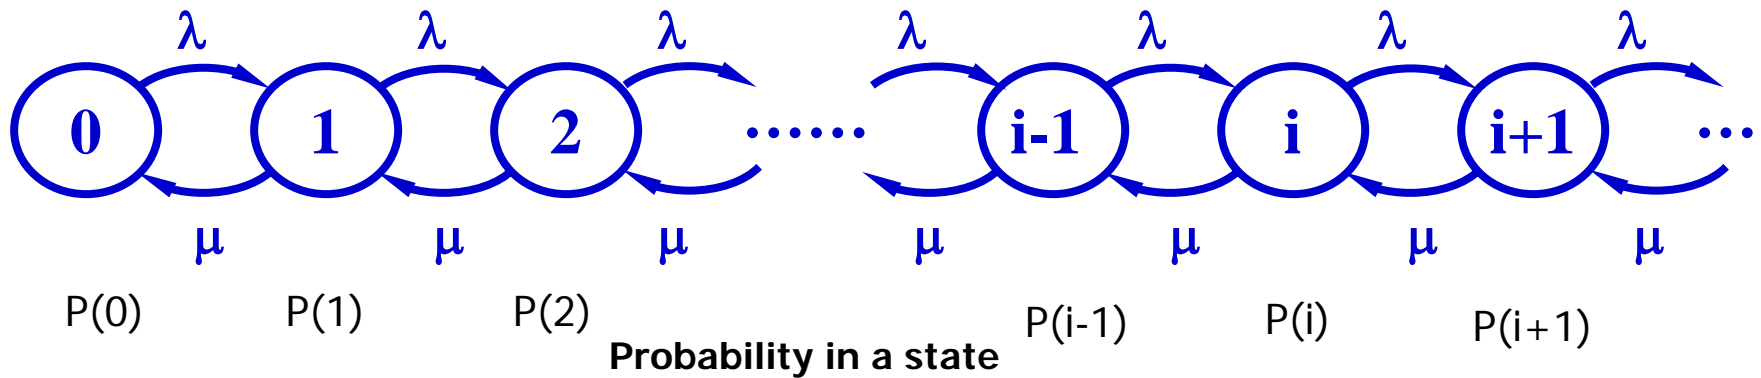 λ λ λ λ λ λ λ
0 1 2 ...... i-1 i i+1 ...
μ μ μ μ μ μ μ
P(0) P(1) P(2) P(i-1) P(i) P(i+1)
Probability in a state